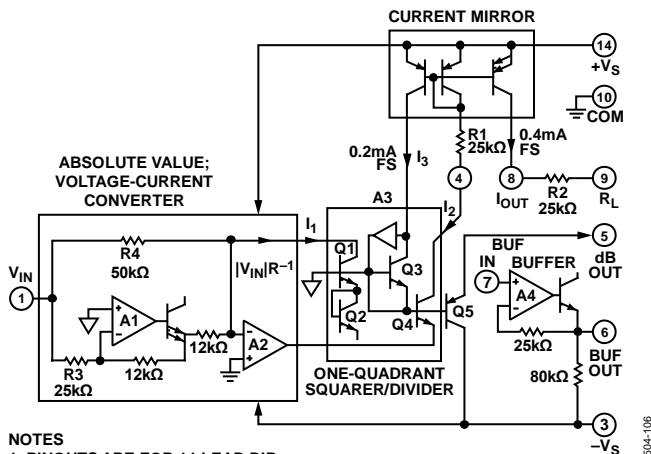 CURRENT MIRROR
14
+VS
10
COM
R1
25kΩ
0.2mA
FS
I3
0.4mA
FS
4
8
IOUT
R2
25kΩ
9
RL
ABSOLUTE VALUE;
VOLTAGE-CURRENT
CONVERTER
A3
I1
I2
R4
50kΩ
|VIN|R–1
Q1
Q2
Q3
Q4
Q5
VIN
1
A1
A2
R3
25kΩ
12kΩ
12kΩ
ONE-QUADRANT
SQUARER/DIVIDER
5
dB
OUT
BUF
IN
7
BUFFER
A4
25kΩ
6
BUF
OUT
80kΩ
3
–VS
NOTES
504-106